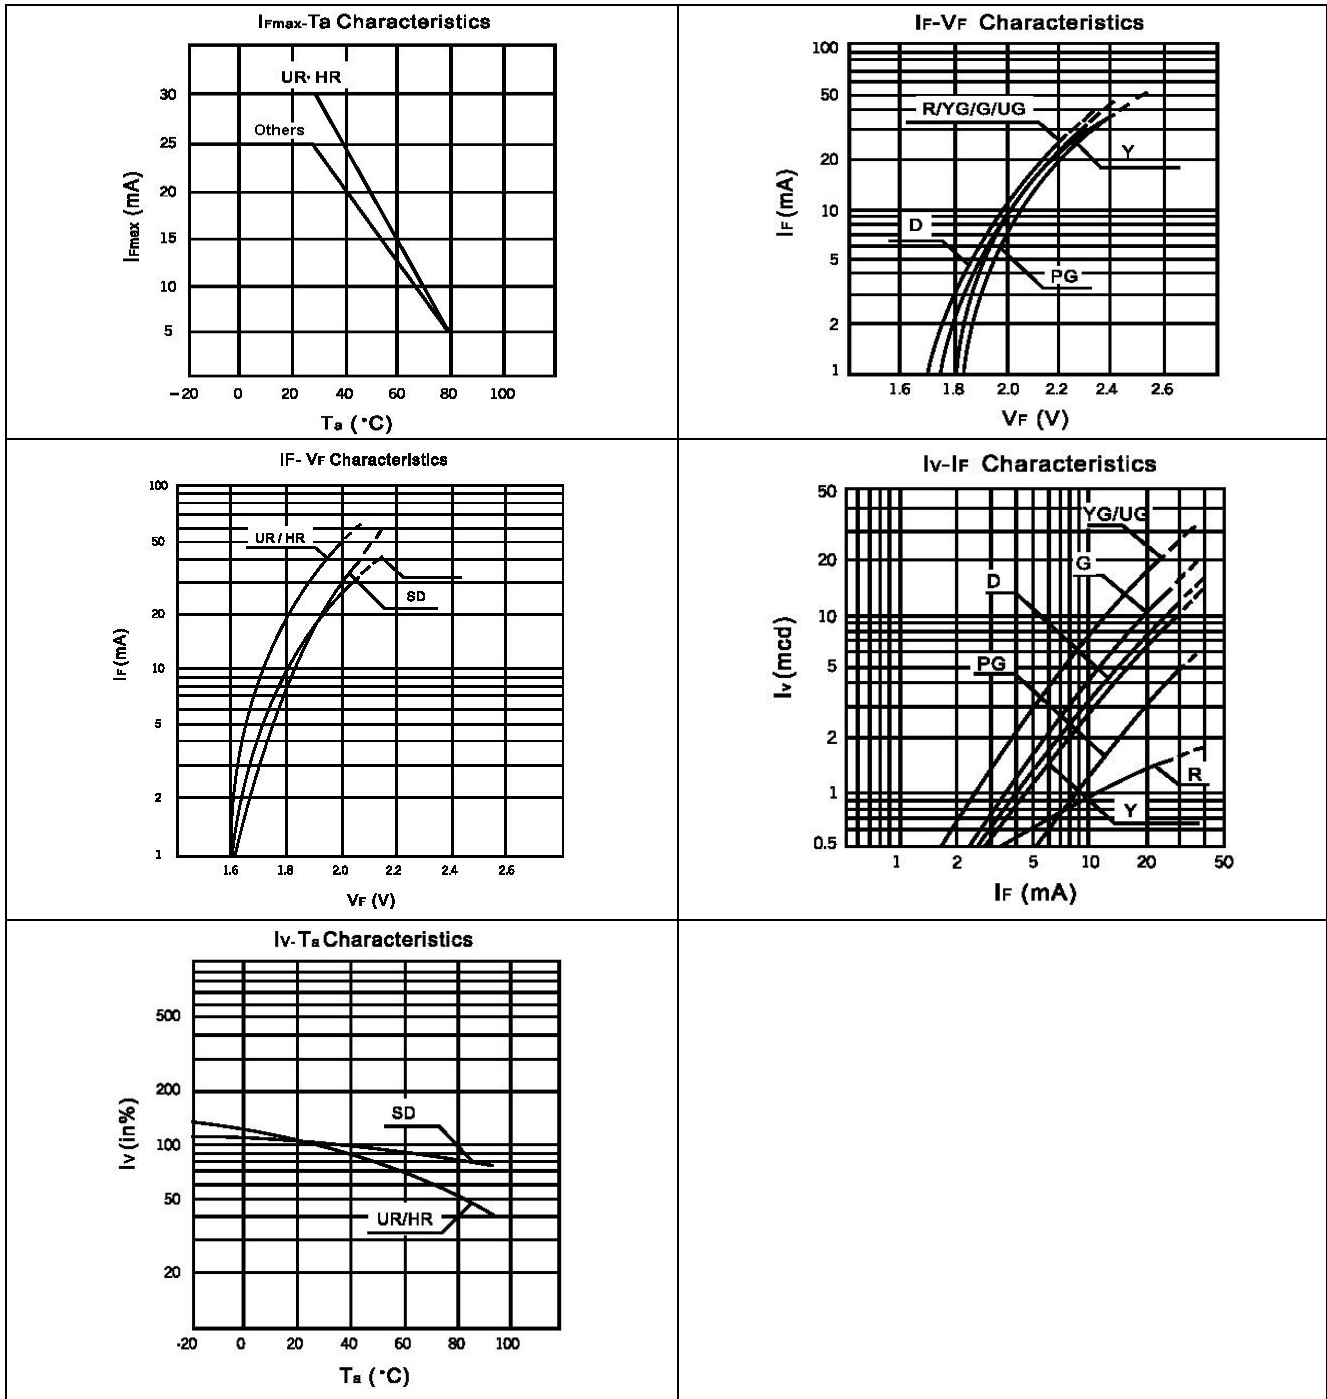 IFmax-Ta Characteristics
UR·HR
Others
30
25
20
15
10
5
IFmax (mA)
−20 0 20 40 60 80 100
Ta (°C)
IF-VF Characteristics
100
50
20
10
5
2
1
IF (mA)
R/YG/G/UG
Y
D
PG
1.6 1.8 2.0 2.2 2.4 2.6
VF (V)
IF- VF Characteristics
100
50
20
10
5
2
1
IF (mA)
UR/HR
SD
1.6 1.8 2.0 2.2 2.4 2.6
VF (V)
Iv-IF Characteristics
50
20
10
5
2
1
0.5
Iv (mcd)
YG/UG
G
D
PG
R
Y
1 2 5 10 20 50
IF (mA)
Iv-Ta Characteristics
500
200
100
50
20
Iv (in%)
SD
UR/HR
-20 0 20 40 60 80 100
Ta (°C)